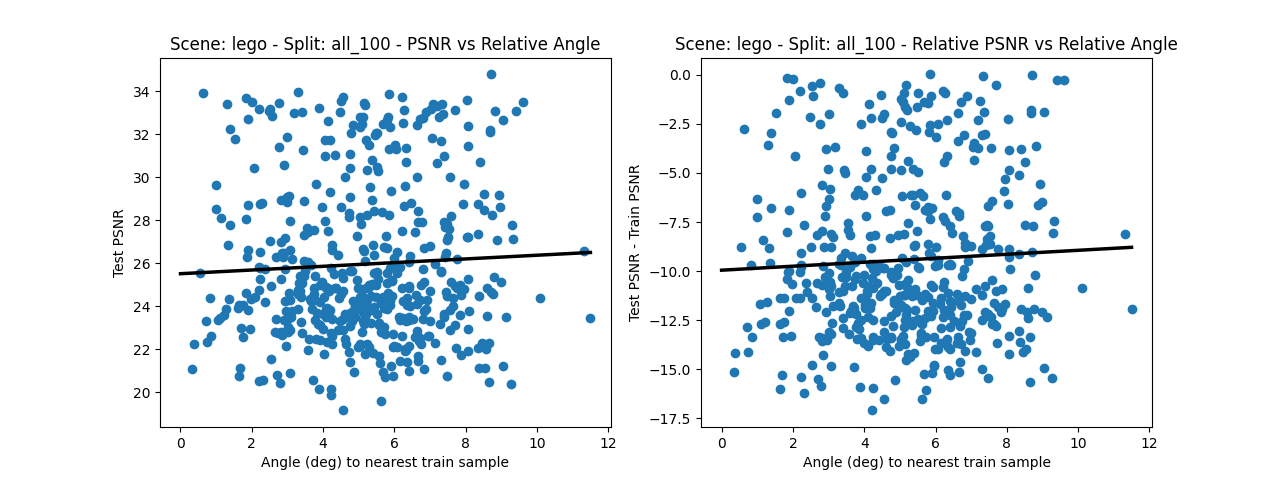 Scene: lego - Split: all_100 - PSNR vs Relative Angle
Test PSNR
34
32
30
28
26
24
22
20
0 2 4 6 8 10 12
Angle (deg) to nearest train sample
Scene: lego - Split: all_100 - Relative PSNR vs Relative Angle
Test PSNR - Train PSNR
0.0
−2.5
−5.0
−7.5
−10.0
−12.5
−15.0
−17.5
0 2 4 6 8 10 12
Angle (deg) to nearest train sample